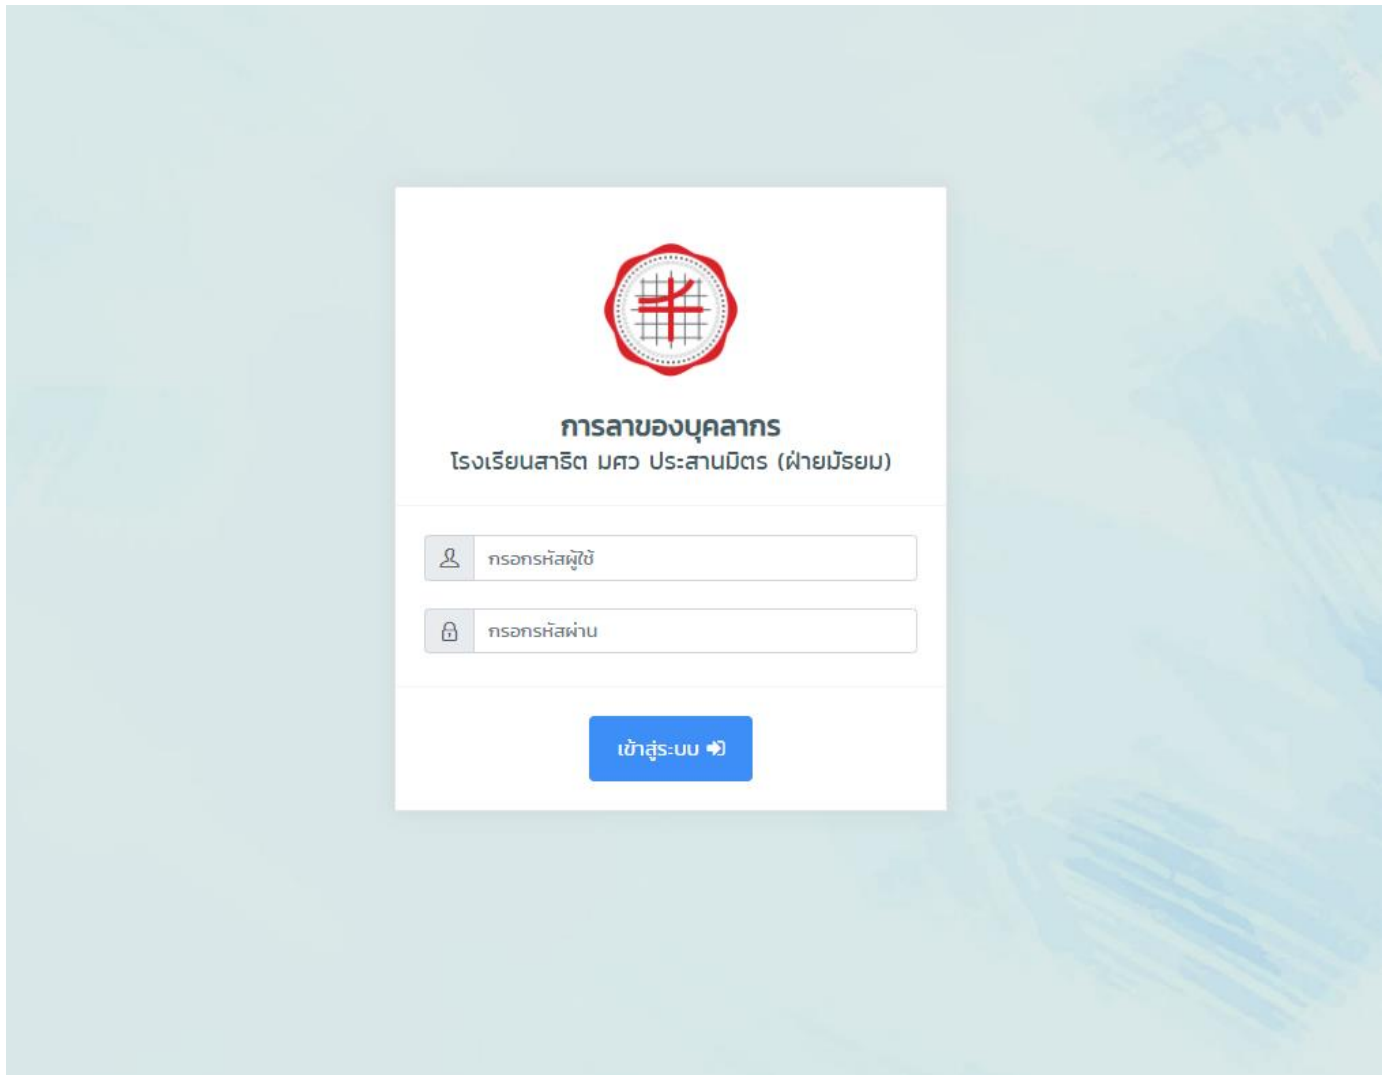 การลาของบุคลากร
โรงเรียนสาธิต มศว ประสานมิตร (ฝ่ายมัธยม)
กรอกรหัสผู้ใช้
กรอกรหัสผ่าน
เข้าสู่ระบบ